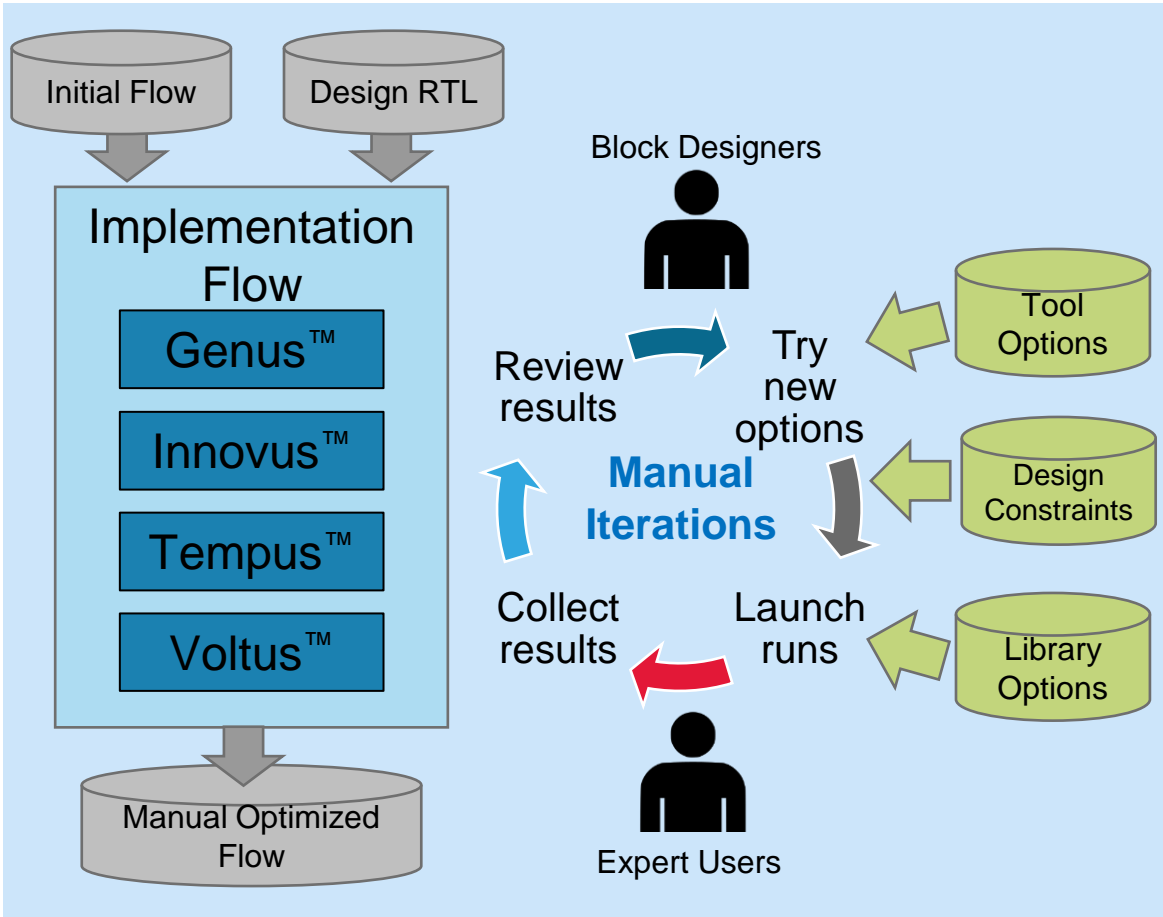 Initial Flow
Design RTL
Implementation
Flow
Genus™
Innovus™
Tempus™
Voltus™
Manual Optimized
Flow
Block Designers
Review
results
Try
new
options
Manual
Iterations
Collect
results
Launch
runs
Expert Users
Tool
Options
Design
Constraints
Library
Options